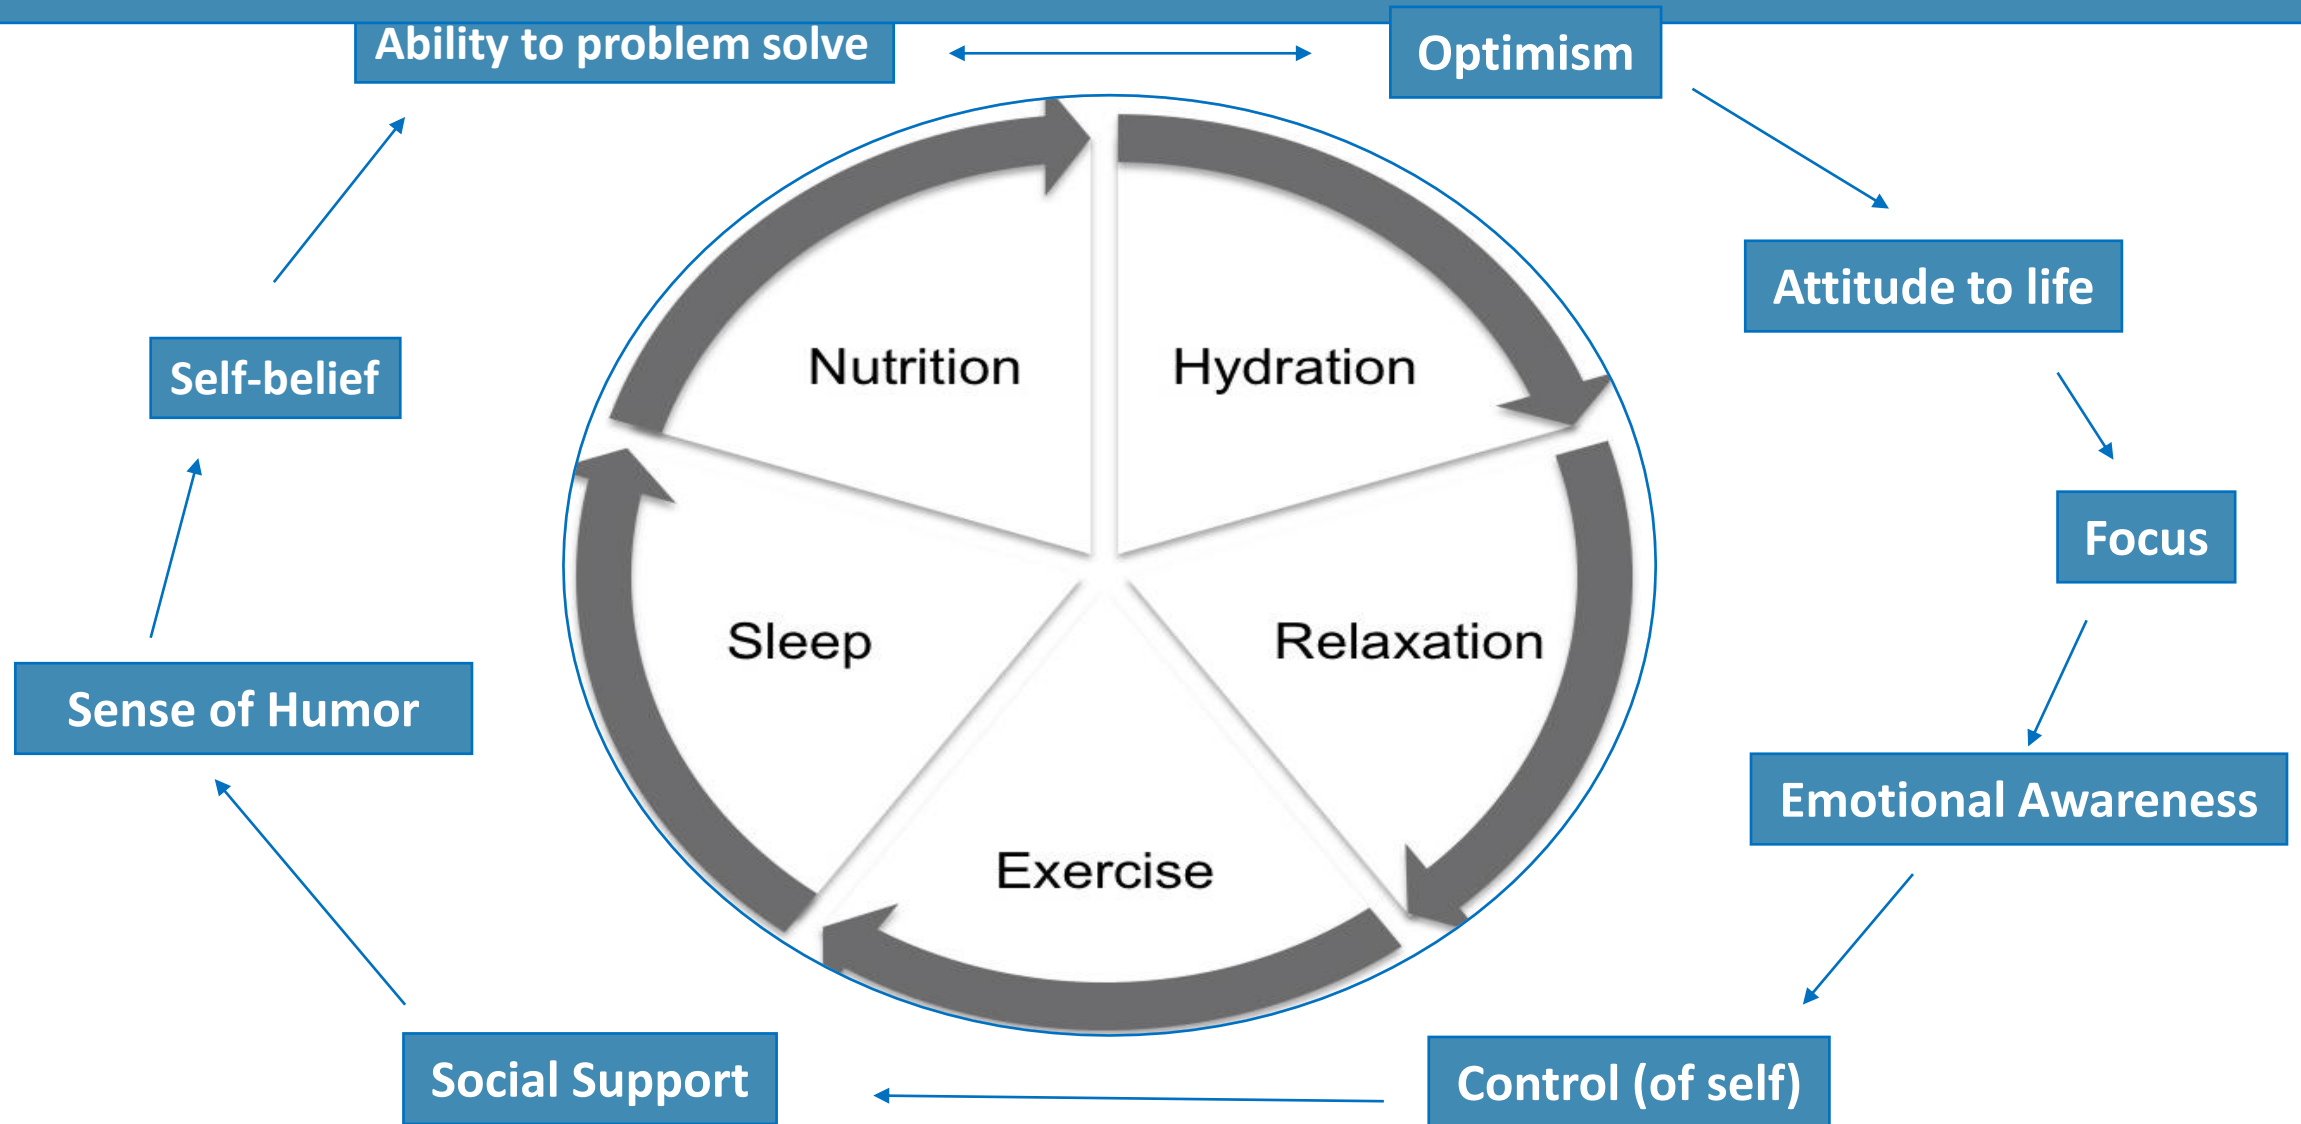 Ability to problem solve
Optimism
Attitude to life
Nutrition
Hydration
Self-belief
Focus
Sleep
Relaxation
Sense of Humor
Emotional Awareness
Exercise
Social Support
Control (of self)